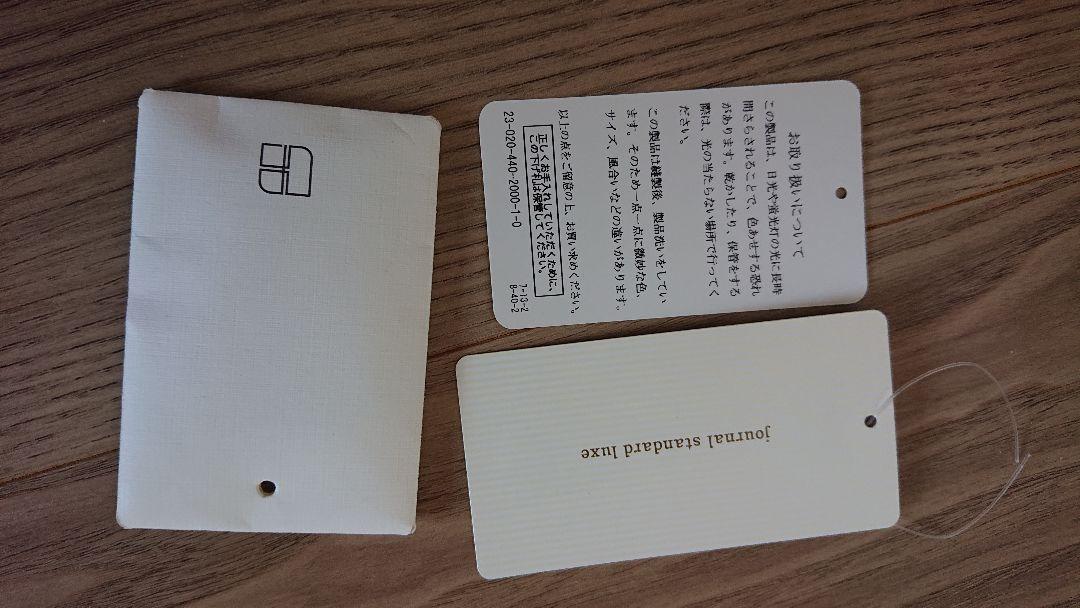 お取り扱いについて
この製品は、日光や蛍光灯の光に長時
間さらされることで、色あせする恐れ
があります。乾かしたり、保管をする
際は、光の当たらない場所で行ってく
ださい。
この製品は縫製後、製品洗いをしてい
ます。そのため一点一点に微妙な色、
サイズ、風合いなどの違いがあります。
以上の点をご留意の上、お買い求めください。
正しくお手入れしていただくために、
この下げ札は保管してください。
23-020-440-2000-1-0
7-13-2
8-40-2
journal standard luxe